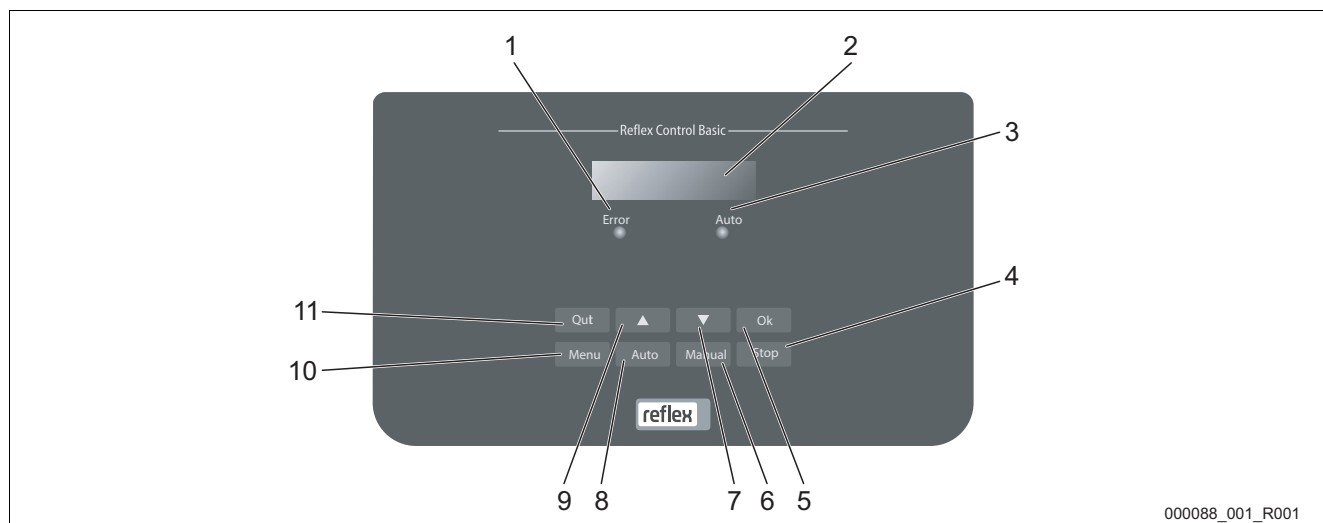 1
2
Reflex Control Basic
3
Error
Auto
4
11
Qut
▲
▼
Ok
Menu
Auto
Manual
Stop
10
reflex
9
8
7
6
5
000088_001_R001